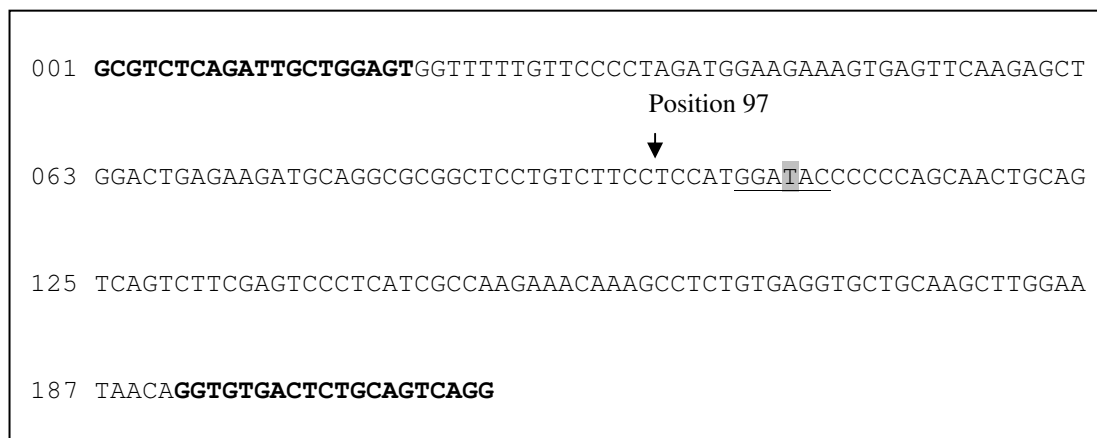 001 GCGTCTCAGATTGCTGGAGTGGTTTTTGTTCCCCTAGATGGAAGAAAGTGAGTTCAAGAGCT
Position 97
063 GGACTGAGAAGATGCAGGCGCGGCTCCTGTCTTCCTCCATGGATACCCCCCAGCAACTGCAG
125 TCAGTCTTCGAGTCCCTCATCGCCAAGAAACAAAGCCTCTGTGAGGTGCTGCAAGCTTGGAA
187 TAACAGGTGTGACTCTGCAGTCAGG